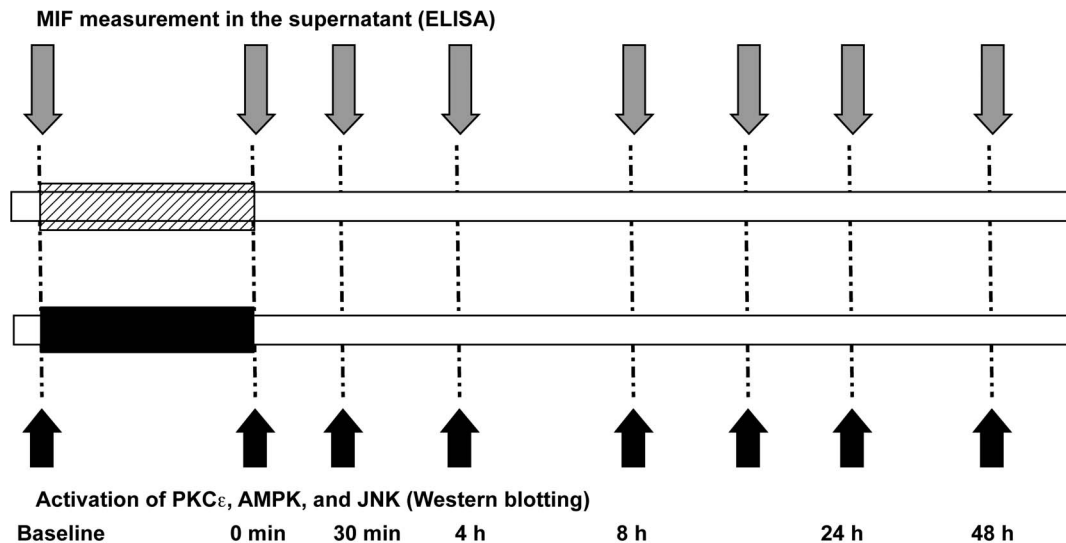 MIF measurement in the supernatant (ELISA)
Activation of PKCε, AMPK, and JNK (Western blotting)
Baseline 0 min 30 min 4 h 8 h 24 h 48 h